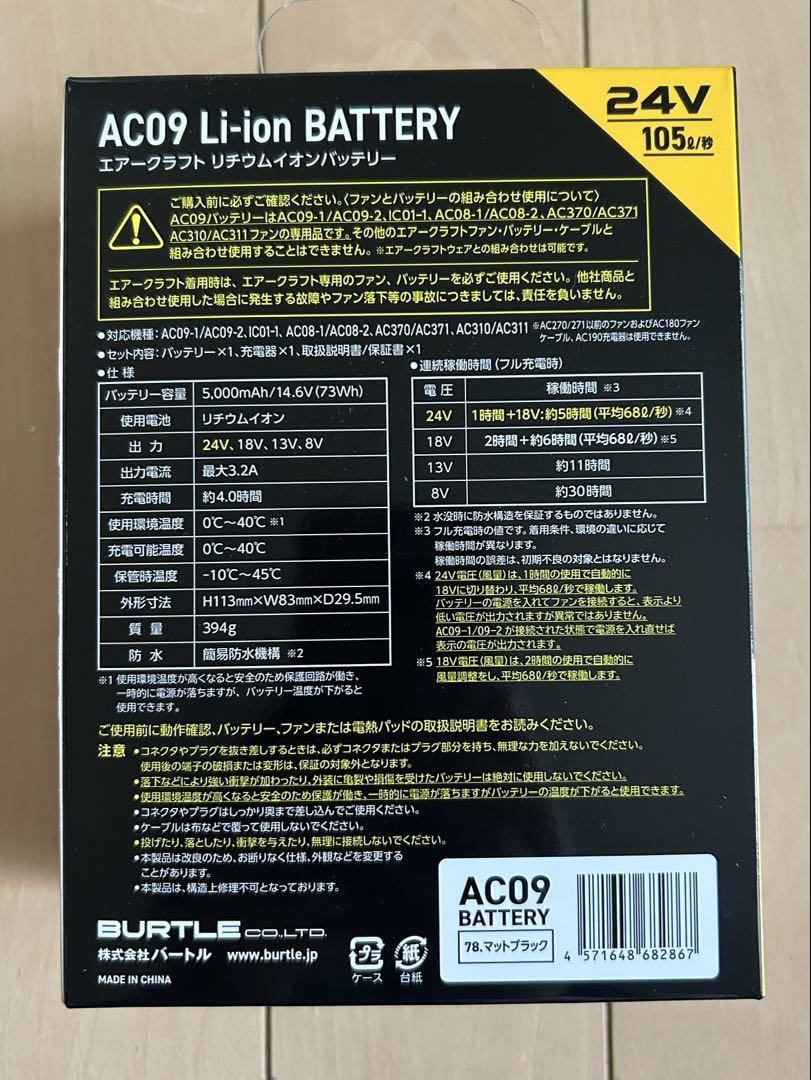 24V
105ℓ/秒
AC09 Li-ion BATTERY
エアークラフト リチウムイオンバッテリー
ご購入前に必ずご確認ください。〈ファンとバッテリーの組み合わせ使用について〉
AC09バッテリーはAC09-1/AC09-2、IC01-1、AC08-1/AC08-2、AC370/AC371
AC310/AC311ファンの専用品です。その他のエアークラフトファン・バッテリー・ケーブルと
組み合わせ使用することはできません。※エアークラフトウェアとの組み合わせは可能です。
エアークラフト着用時は、エアークラフト専用のファン、バッテリーを必ずご使用ください。他社商品と
組み合わせ使用した場合に発生する故障やファン落下等の事故につきましては、責任を負いません。
●対応機種：AC09-1/AC09-2、IC01-1、AC08-1/AC08-2、AC370/AC371、AC310/AC311 ※AC270/271以前のファンおよびAC180ファン
ケーブル、AC190充電器は使用できません。
●セット内容：バッテリー×1、充電器×1、取扱説明書/保証書×1
●仕様
バッテリー容量 5,000mAh/14.6V(73Wh)
使用電池 リチウムイオン
出力 24V、18V、13V、8V
出力電流 最大3.2A
充電時間 約4.0時間
使用環境温度 0℃～40℃ ※1
充電可能温度 0℃～40℃
保管時温度 -10℃～45℃
外形寸法 H113mm×W83mm×D29.5mm
質量 394g
防水 簡易防水機構 ※2
※1 使用環境温度が高くなると安全のため保護回路が働き、
一時的に電源が落ちますが、バッテリー温度が下がると
使用できます。
●連続稼働時間（フル充電時）
電圧 稼働時間 ※3
24V 1時間＋18V：約5時間（平均68ℓ/秒）※4
18V 2時間＋約6時間（平均68ℓ/秒）※5
13V 約11時間
8V 約30時間
※2 水没時に防水構造を保証するものではありません。
※3 フル充電時の値です。着用条件、環境の違いに応じて
稼働時間が異なります。
稼働時間の誤差は、初期不良の対象とはなりません。
※4 24V電圧（風量）は、1時間の使用で自動的に
18Vに切り替わり、平均68ℓ/秒で稼働します。
バッテリーの電源を入れてファンを接続すると、表示より
低い電圧が出力されますが異常ではありません。
AC09-1/09-2が接続された状態で電源を入れ直せば
表示の電圧が出力されます。
※5 18V電圧（風量）は、2時間の使用で自動的に
風量調整をし、平均68ℓ/秒で稼働します。
ご使用前に動作確認、バッテリー、ファンまたは電熱パッドの取扱説明書をお読みください。
注意 ●コネクタやプラグを抜き差しするときは、必ずコネクタまたはプラグ部分を持ち、無理な力を加えないでください。
使用後の端子の破損または変形は、保証の対象外となります。
●落下などにより強い衝撃が加わったり、外装に亀裂や損傷を受けたバッテリーは絶対に使用しないでください。
●使用環境温度が高くなると安全のため保護が働き、一時的に電源が落ちますがバッテリーの温度が下がると使用できます。
●コネクタやプラグはしっかり奥まで差し込んでご使用ください。
●ケーブルは布などで覆って使用しないでください。
●投げたり、落としたり、衝撃を与えたり、無理に接続しないでください。
●本製品は改良のため、お断りなく仕様、外観などを変更する
ことがあります。
●本製品は、構造上修理不可となっております。
BURTLE CO.,LTD.
株式会社バートル www.burtle.jp
MADE IN CHINA
プラ
ケース
紙
台紙
AC09
BATTERY
78.マットブラック
4 571648 682867